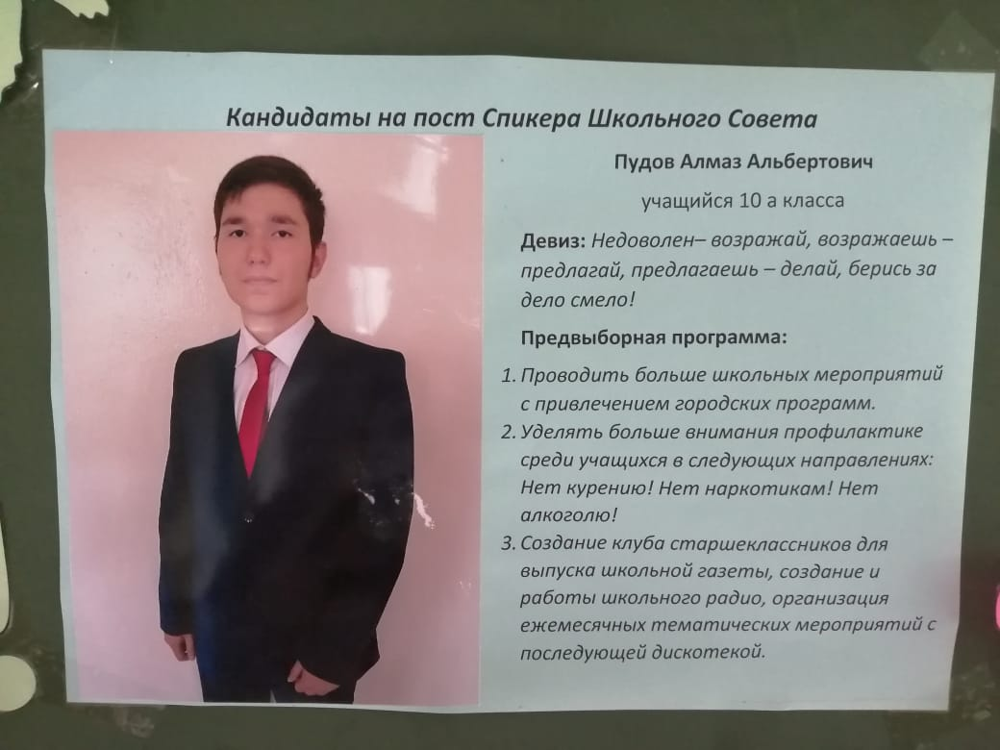 Кандидаты на пост Спикера Школьного Совета
Пудов Алмаз Альбертович
учащийся 10 а класса
Девиз: Недоволен– возражай, возражаешь –
предлагай, предлагаешь – делай, берись за
дело смело!
Предвыборная программа:
1. Проводить больше школьных мероприятий
с привлечением городских программ.
2. Уделять больше внимания профилактике
среди учащихся в следующих направлениях:
Нет курению! Нет наркотикам! Нет
алкоголю!
3. Создание клуба старшеклассников для
выпуска школьной газеты, создание и
работы школьного радио, организация
ежемесячных тематических мероприятий с
последующей дискотекой.